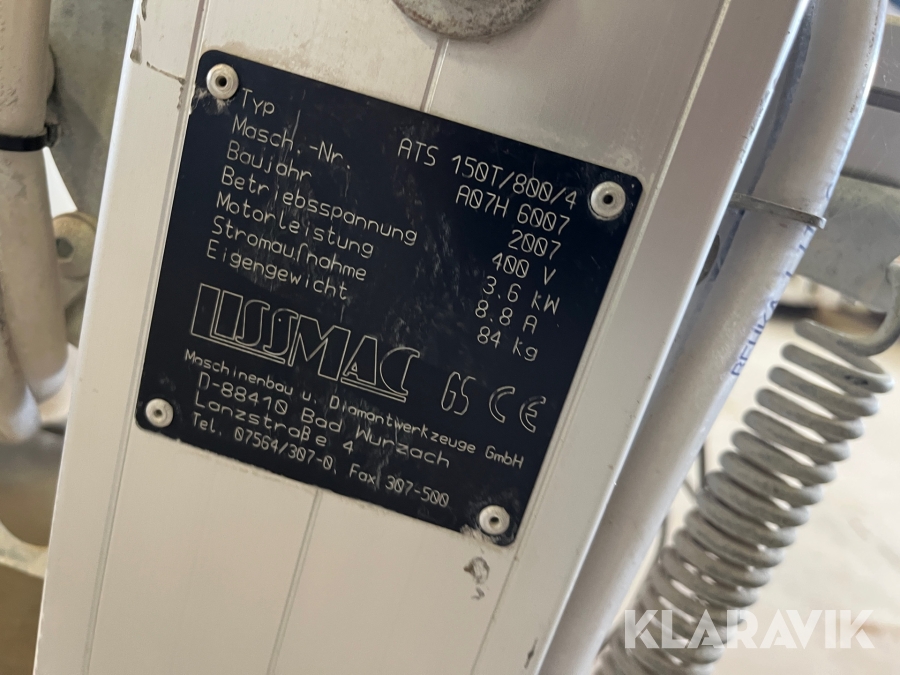 Typ ATS 150T/800/4
Masch.-Nr. A07H 6007
Baujahr 2007
Betriebsspannung 400 V
Motorleistung 3.6 kW
Stromaufnahme 8.8 A
Eigengewicht 84 kg
LISSMAC GS CE
Maschinenbau u. Diamantwerkzeuge GmbH
D-88410 Bad Wurzach
Lanzstraße 4
Tel. 07564/307-0, Fax 307-500
KLARAVIK